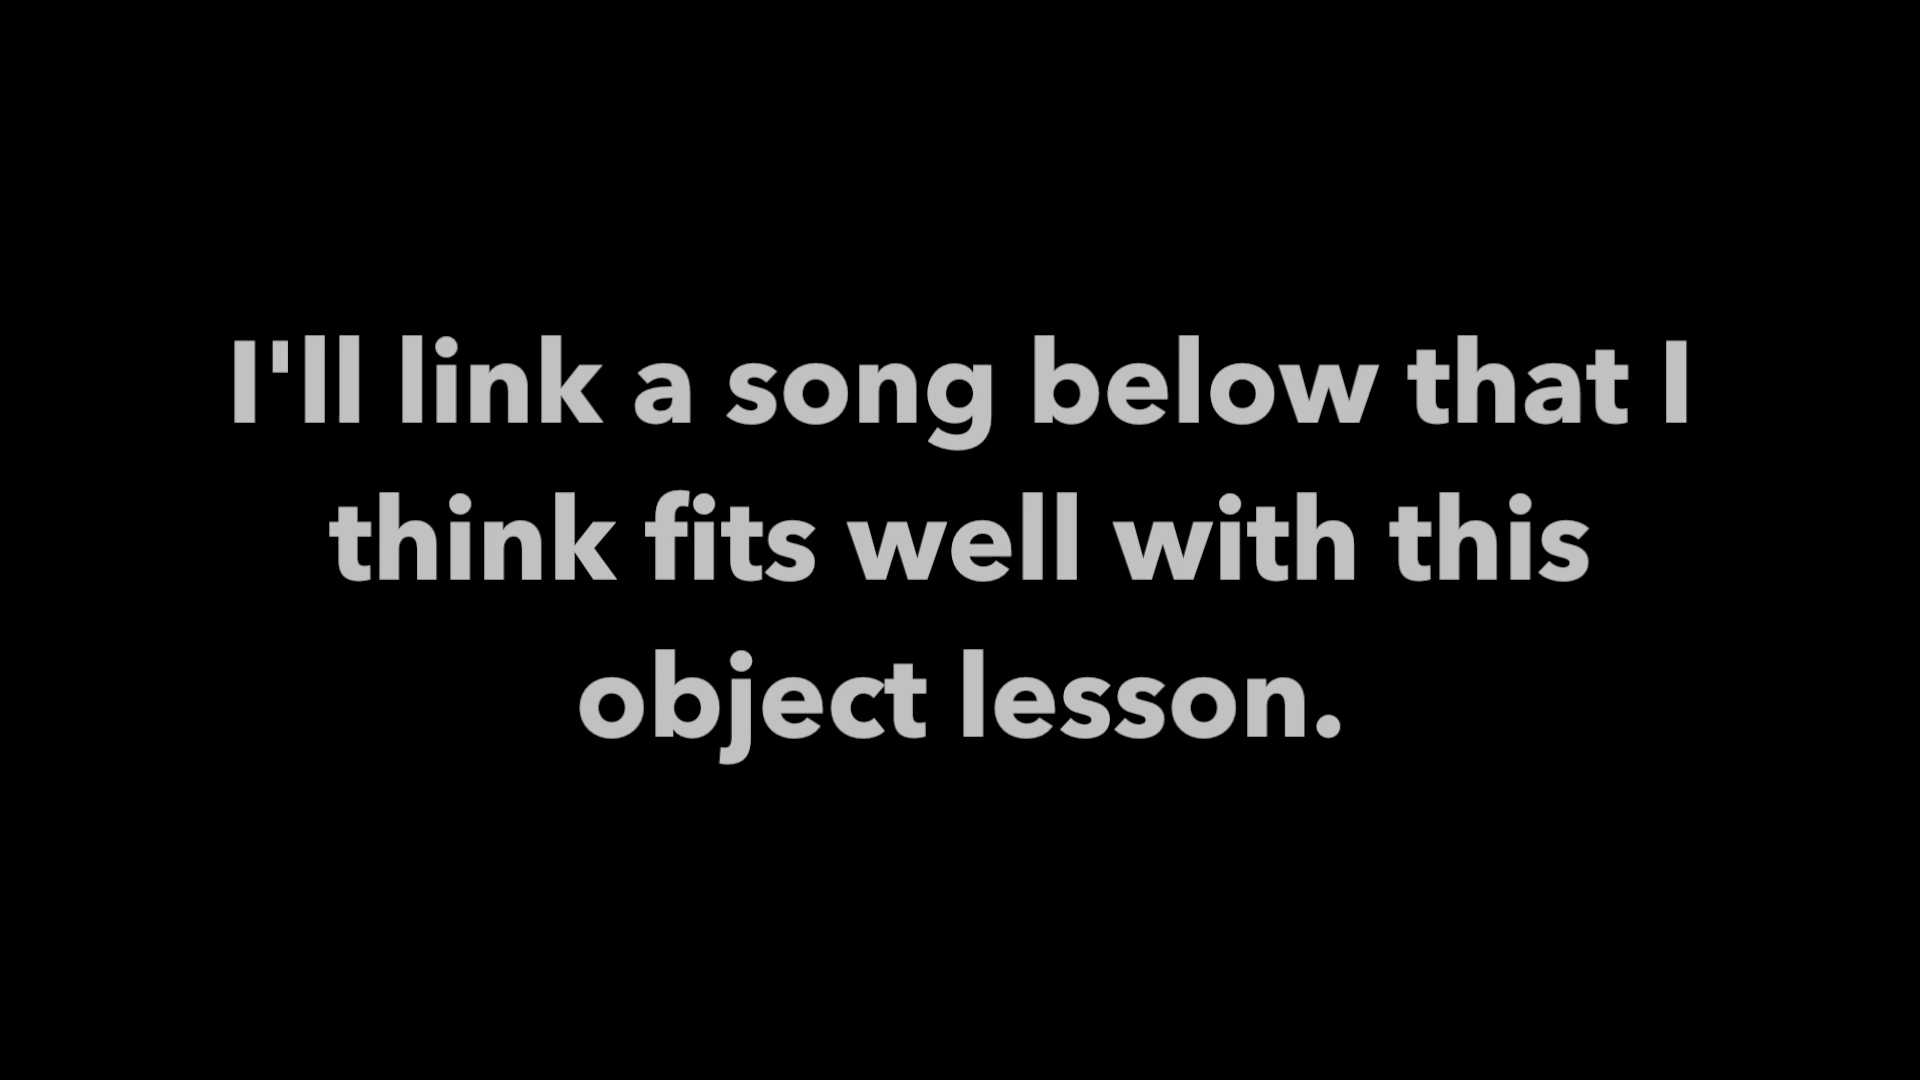 I'll link a song below that I
think fits well with this
object lesson.